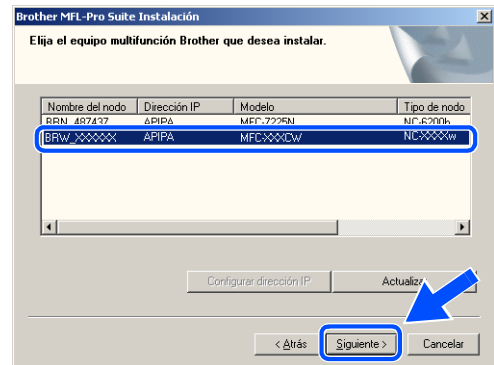 Brother MFL-Pro Suite Instalación
Elija el equipo multifunción Brother que desea instalar.
Nombre del nodo Dirección IP Modelo Tipo de nodo
BRN_487437 APIPA MFC-7225N NC-6200h
BRW_XXXXXX APIPA MFC-XXXCW NC-XXXXw
Configurar dirección IP Actualiza
< Atrás Siguiente > Cancelar